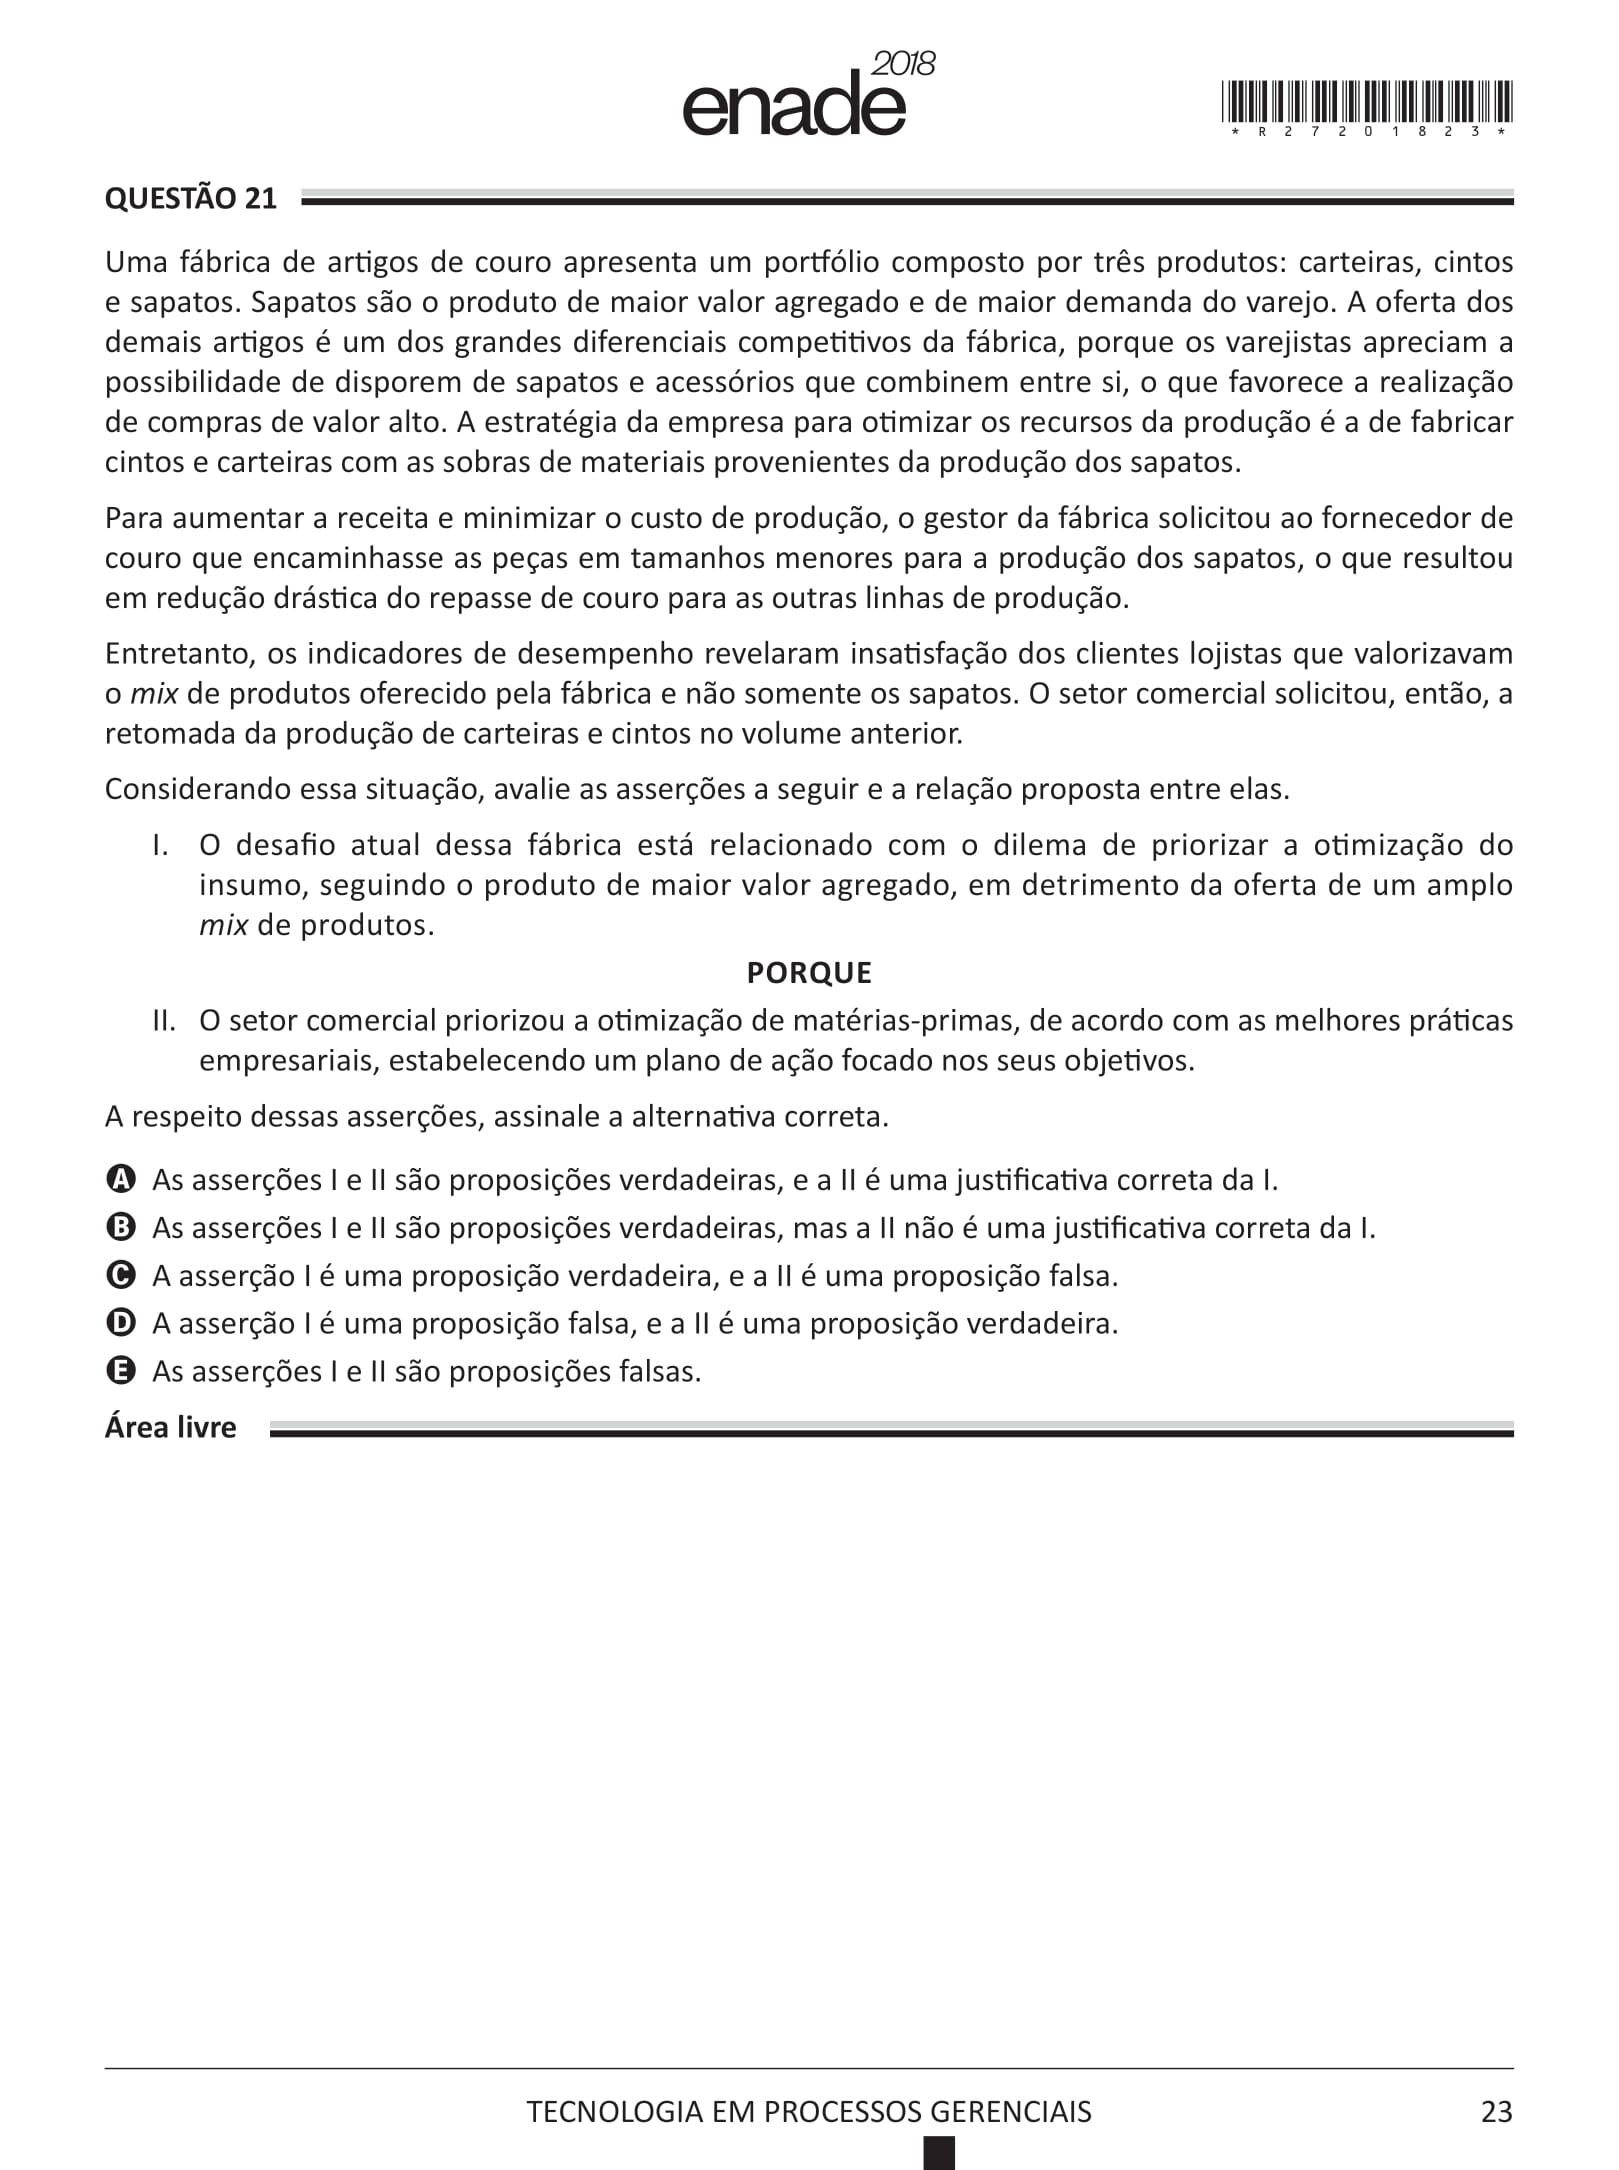 enade 2018
* R 2 7 2 0 1 8 2 3 *
QUESTÃO 21
Uma fábrica de artigos de couro apresenta um portfólio composto por três produtos: carteiras, cintos
e sapatos. Sapatos são o produto de maior valor agregado e de maior demanda do varejo. A oferta dos
demais artigos é um dos grandes diferenciais competitivos da fábrica, porque os varejistas apreciam a
possibilidade de disporem de sapatos e acessórios que combinem entre si, o que favorece a realização
de compras de valor alto. A estratégia da empresa para otimizar os recursos da produção é a de fabricar
cintos e carteiras com as sobras de materiais provenientes da produção dos sapatos.
Para aumentar a receita e minimizar o custo de produção, o gestor da fábrica solicitou ao fornecedor de
couro que encaminhasse as peças em tamanhos menores para a produção dos sapatos, o que resultou
em redução drástica do repasse de couro para as outras linhas de produção.
Entretanto, os indicadores de desempenho revelaram insatisfação dos clientes lojistas que valorizavam
o mix de produtos oferecido pela fábrica e não somente os sapatos. O setor comercial solicitou, então, a
retomada da produção de carteiras e cintos no volume anterior.
Considerando essa situação, avalie as asserções a seguir e a relação proposta entre elas.
I. O desafio atual dessa fábrica está relacionado com o dilema de priorizar a otimização do
insumo, seguindo o produto de maior valor agregado, em detrimento da oferta de um amplo
mix de produtos.
PORQUE
II. O setor comercial priorizou a otimização de matérias-primas, de acordo com as melhores práticas
empresariais, estabelecendo um plano de ação focado nos seus objetivos.
A respeito dessas asserções, assinale a alternativa correta.
A As asserções I e II são proposições verdadeiras, e a II é uma justificativa correta da I.
B As asserções I e II são proposições verdadeiras, mas a II não é uma justificativa correta da I.
C A asserção I é uma proposição verdadeira, e a II é uma proposição falsa.
D A asserção I é uma proposição falsa, e a II é uma proposição verdadeira.
E As asserções I e II são proposições falsas.
Área livre
TECNOLOGIA EM PROCESSOS GERENCIAIS
23